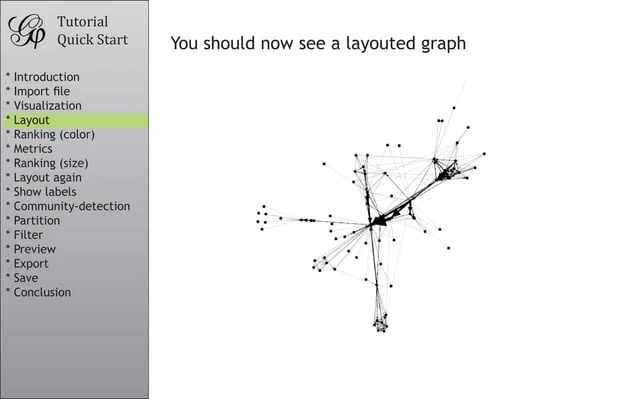 Tutorial
Quick Start
* Introduction
* Import file
* Visualization
* Layout
* Ranking (color)
* Metrics
* Ranking (size)
* Layout again
* Show labels
* Community-detection
* Partition
* Filter
* Preview
* Export
* Save
* Conclusion
You should now see a layouted graph